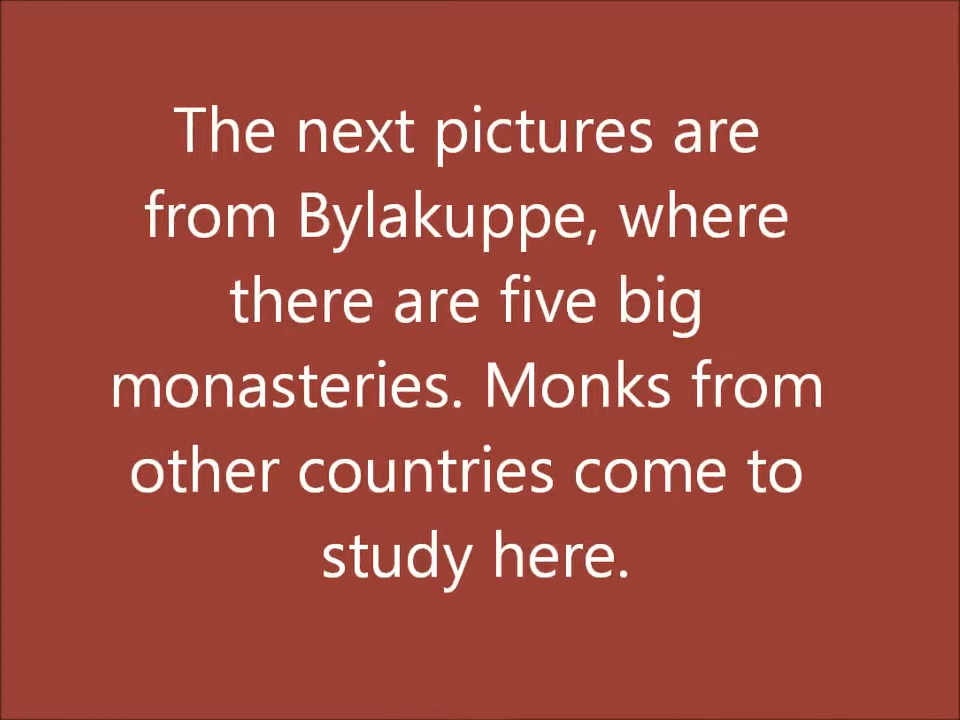 The next pictures are
from Bylakuppe, where
there are five big
monasteries. Monks from
other countries come to
study here.